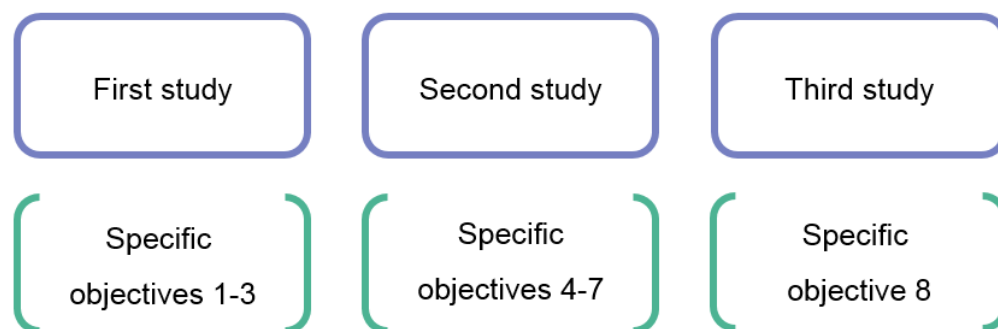 First study
Second study
Third study
Specific
objectives 1-3
Specific
objectives 4-7
Specific
objective 8